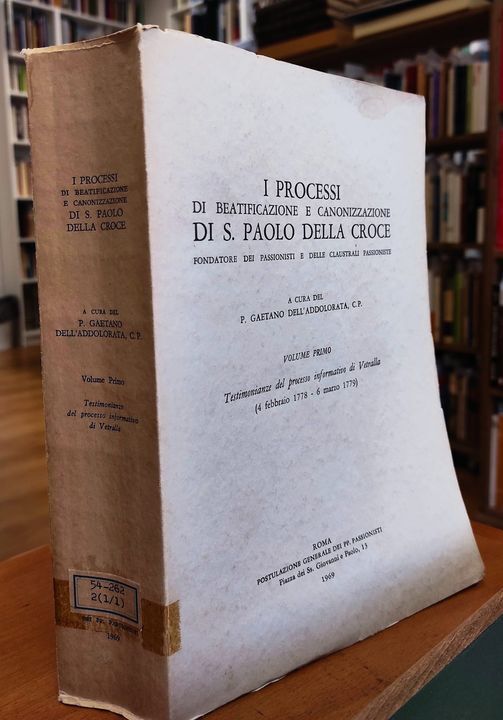 I PROCESSI
DI BEATIFICAZIONE
E CANONIZZAZIONE
DI S. PAOLO
DELLA CROCE
A CURA DEL
P. GAETANO
DELL'ADDOLORATA, C.P.
Volume Primo
Testimonianze
del processo informativo
di Vetralla
54-262
2(1/1)
1969
I PROCESSI
DI BEATIFICAZIONE E CANONIZZAZIONE
DI S. PAOLO DELLA CROCE
FONDATORE DEI PASSIONISTI E DELLE CLAUSTRALI PASSIONISTE
A CURA DEL
P. GAETANO DELL'ADDOLORATA, C.P.
VOLUME PRIMO
Testimonianze del processo informativo di Vetralla
(4 febbraio 1778 - 6 marzo 1779)
ROMA
POSTULAZIONE GENERALE DEI PP. PASSIONISTI
Piazza dei Ss. Giovanni e Paolo, 13
1969